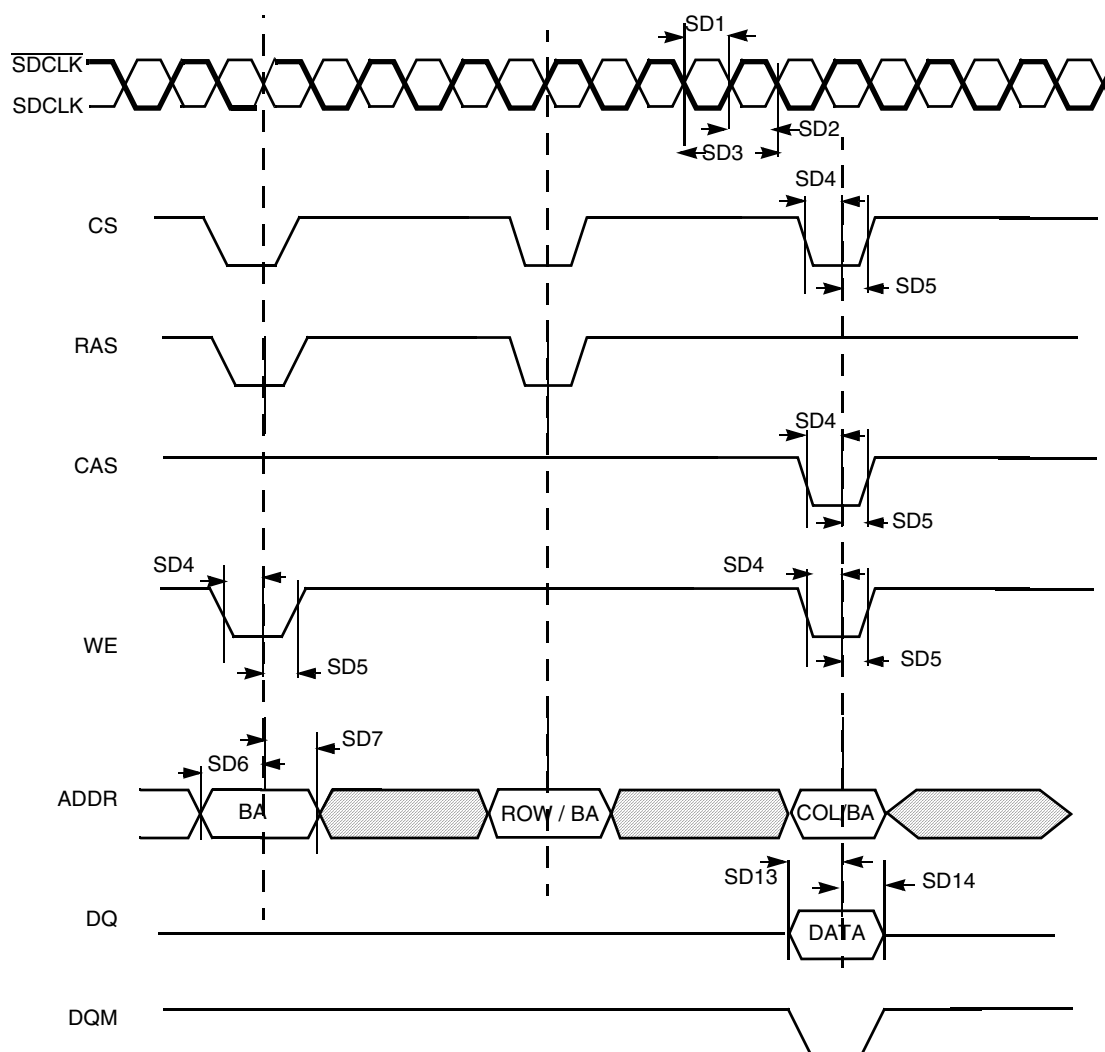 SD1
SDCLK
SDCLK
SD2
SD3
SD4
CS
SD5
RAS
SD4
CAS
SD5
SD4
SD4
WE
SD5
SD5
SD7
SD6
ADDR
BA
ROW / BA
COL/BA
SD13
SD14
DQ
DATA
DQM